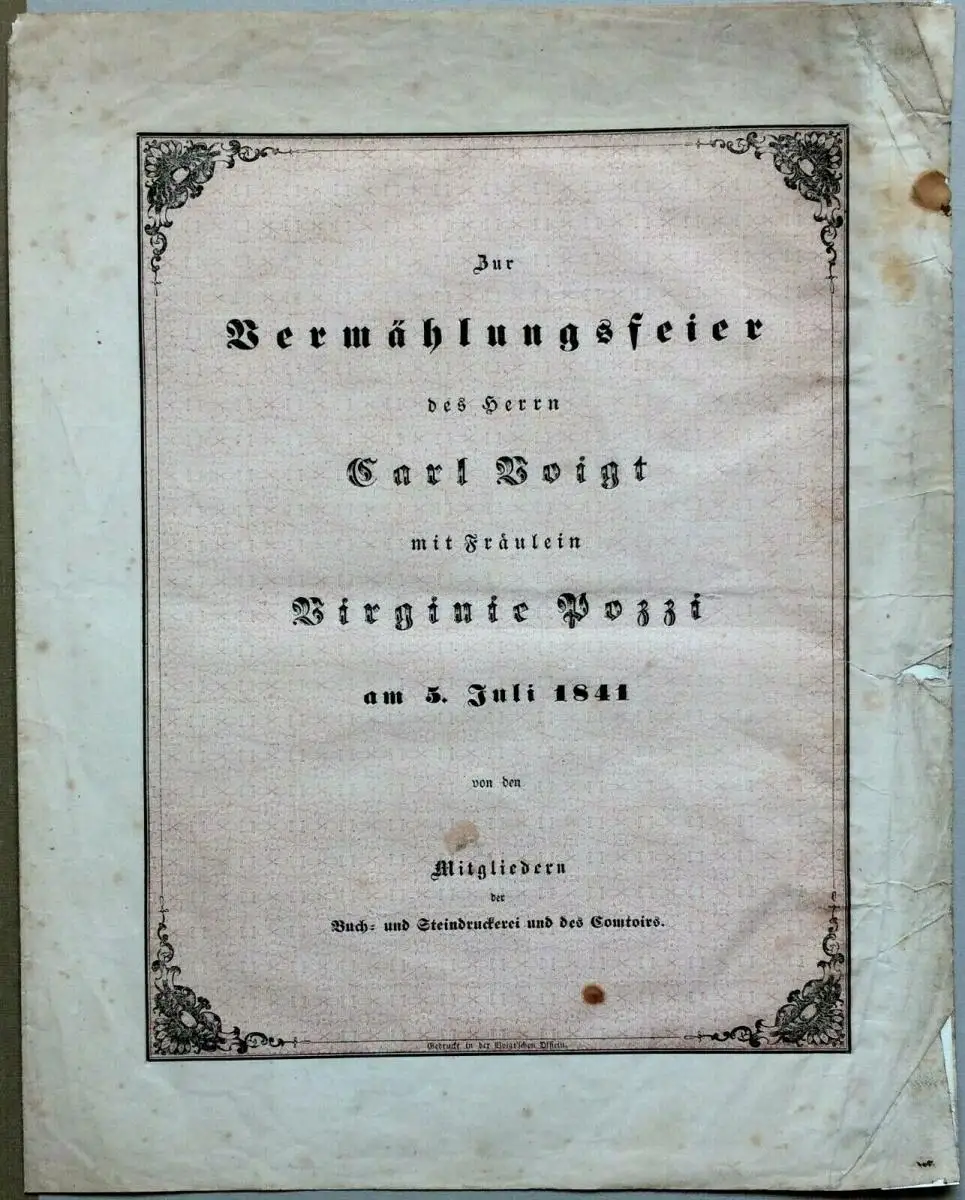 Zur
Vermählungsfeier
des Herrn
Carl Voigt
mit Fräulein
Virginie Pozzi
am 5. Juli 1841
von den
Mitgliedern
der
Buch- und Steindruckerei und des Comtoirs.
Gedruckt in der Voigt'schen Offizin.